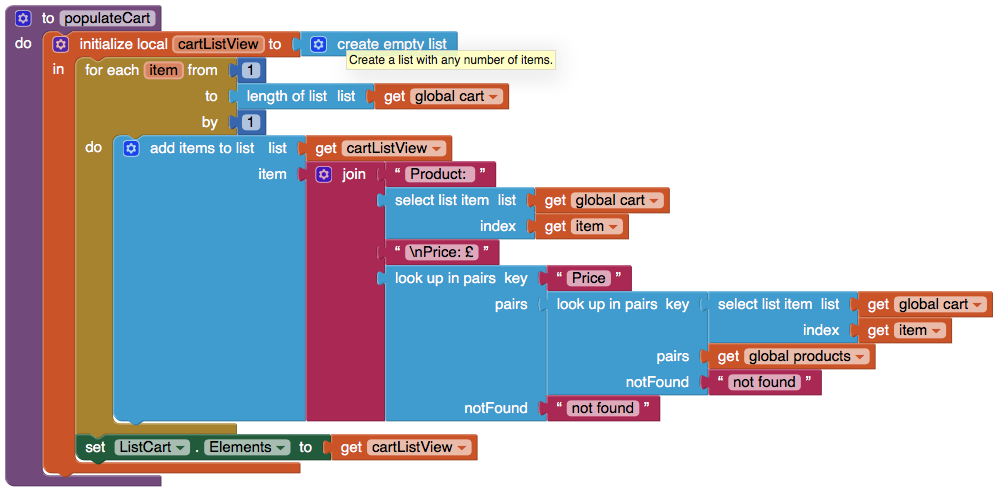 to populateCart
do initialize local cartListView to create empty list
Create a list with any number of items.
in for each item from 1
to length of list list get global cart
by 1
do add items to list list get cartListView
item join “ Product: ”
select list item list get global cart
index get item
“ \nPrice: £ ”
look up in pairs key “ Price ”
pairs look up in pairs key select list item list get global cart
index get item
pairs get global products
notFound “ not found ”
notFound “ not found ”
set ListCart . Elements to get cartListView